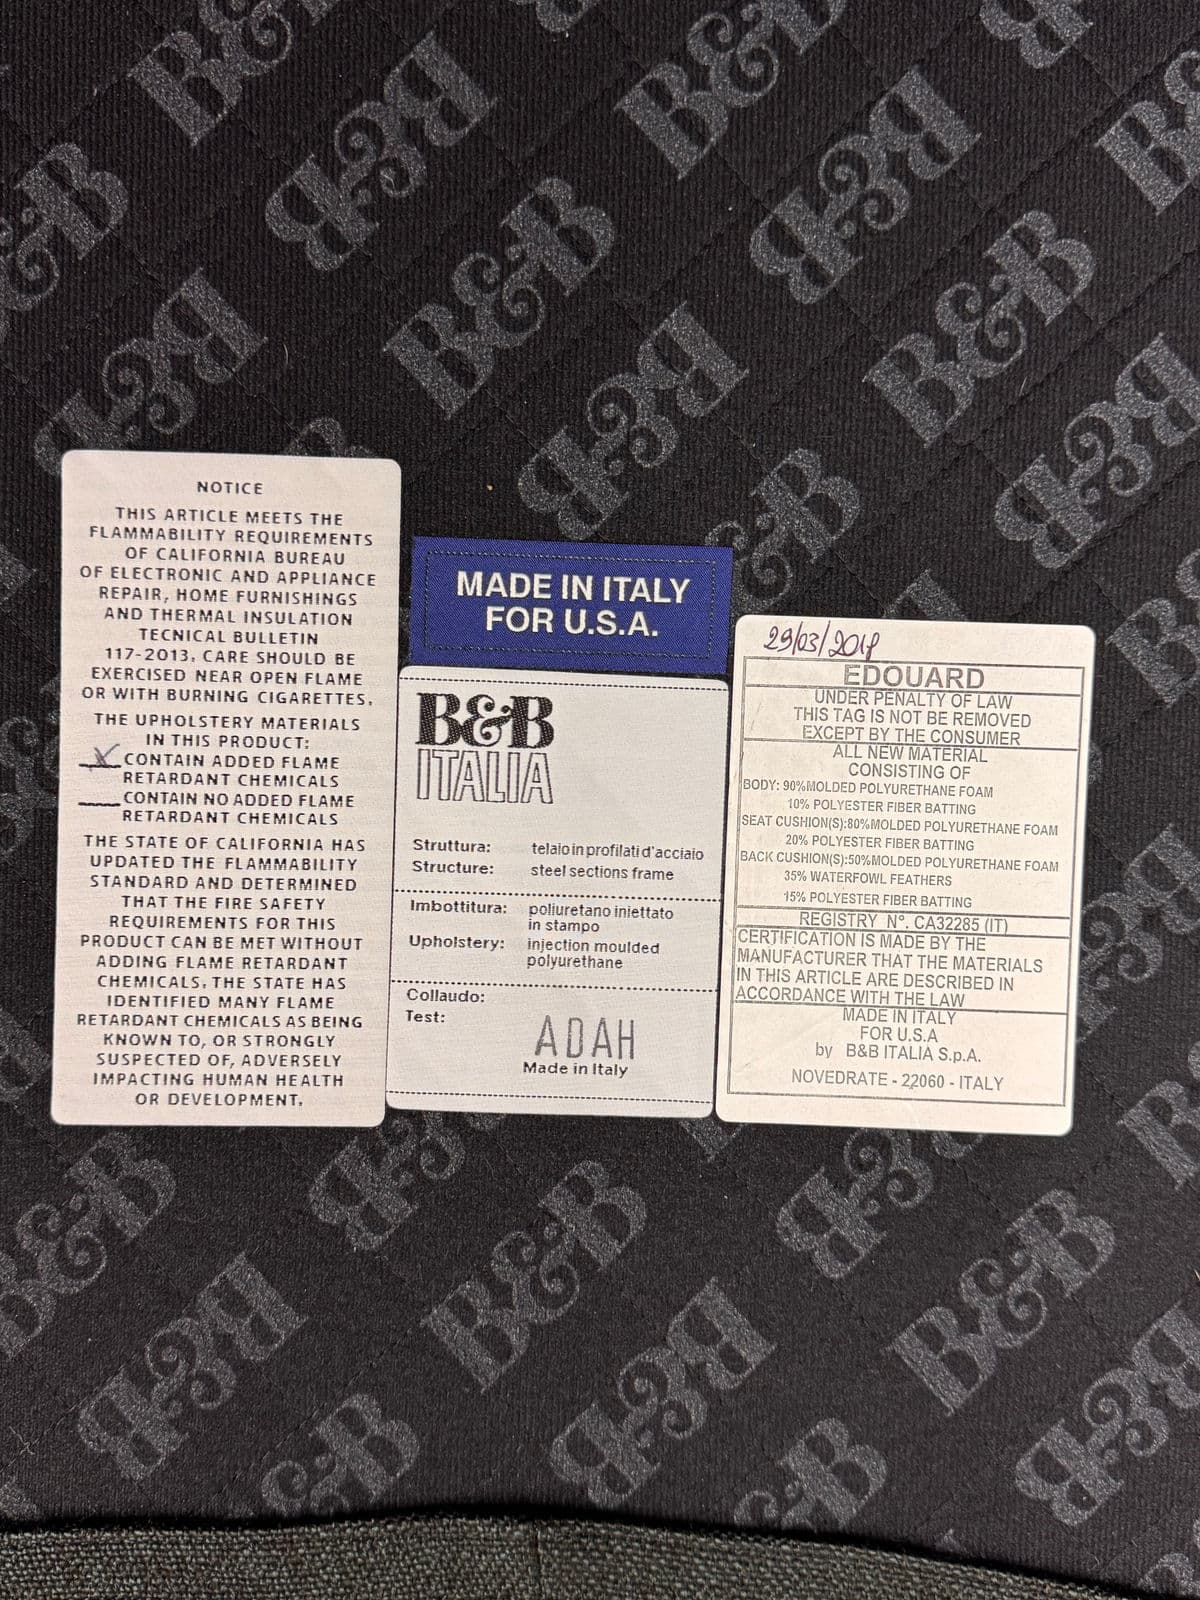 NOTICE
THIS ARTICLE MEETS THE
FLAMMABILITY REQUIREMENTS
OF CALIFORNIA BUREAU
OF ELECTRONIC AND APPLIANCE
REPAIR, HOME FURNISHINGS
AND THERMAL INSULATION
TECNICAL BULLETIN
117-2013. CARE SHOULD BE
EXERCISED NEAR OPEN FLAME
OR WITH BURNING CIGARETTES.
THE UPHOLSTERY MATERIALS
IN THIS PRODUCT:
X CONTAIN ADDED FLAME
RETARDANT CHEMICALS
___ CONTAIN NO ADDED FLAME
RETARDANT CHEMICALS
THE STATE OF CALIFORNIA HAS
UPDATED THE FLAMMABILITY
STANDARD AND DETERMINED
THAT THE FIRE SAFETY
REQUIREMENTS FOR THIS
PRODUCT CAN BE MET WITHOUT
ADDING FLAME RETARDANT
CHEMICALS. THE STATE HAS
IDENTIFIED MANY FLAME
RETARDANT CHEMICALS AS BEING
KNOWN TO, OR STRONGLY
SUSPECTED OF, ADVERSELY
IMPACTING HUMAN HEALTH
OR DEVELOPMENT.
MADE IN ITALY
FOR U.S.A.
B&B
ITALIA
Struttura: telaio in profilati d'acciaio
Structure: steel sections frame
Imbottitura: poliuretano iniettato
in stampo
Upholstery: injection moulded
polyurethane
Collaudo:
Test:
ADAH
Made in Italy
EDOUARD
UNDER PENALTY OF LAW
THIS TAG IS NOT BE REMOVED
EXCEPT BY THE CONSUMER
ALL NEW MATERIAL
CONSISTING OF
BODY: 90%MOLDED POLYURETHANE FOAM
10% POLYESTER FIBER BATTING
SEAT CUSHION(S):80%MOLDED POLYURETHANE FOAM
20% POLYESTER FIBER BATTING
BACK CUSHION(S):50%MOLDED POLYURETHANE FOAM
35% WATERFOWL FEATHERS
15% POLYESTER FIBER BATTING
REGISTRY N°. CA32285 (IT)
CERTIFICATION IS MADE BY THE
MANUFACTURER THAT THE MATERIALS
IN THIS ARTICLE ARE DESCRIBED IN
ACCORDANCE WITH THE LAW
MADE IN ITALY
FOR U.S.A
by B&B ITALIA S.p.A.
NOVEDRATE - 22060 - ITALY